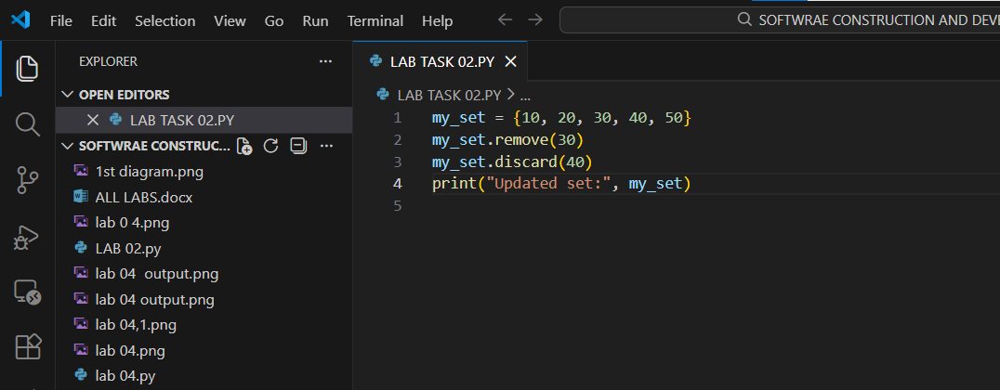 File Edit Selection View Go Run Terminal Help SOFTWRAE CONSTRUCTION AND DEVE
EXPLORER ...
OPEN EDITORS
LAB TASK 02.PY
SOFTWRAE CONSTRUC... ...
1st diagram.png
ALL LABS.docx
lab 0 4.png
LAB 02.py
lab 04  output.png
lab 04 output.png
lab 04,1.png
lab 04.png
lab 04.py
LAB TASK 02.PY
LAB TASK 02.PY > ...
1 my_set = {10, 20, 30, 40, 50}
2 my_set.remove(30)
3 my_set.discard(40)
4 print("Updated set:", my_set)
5